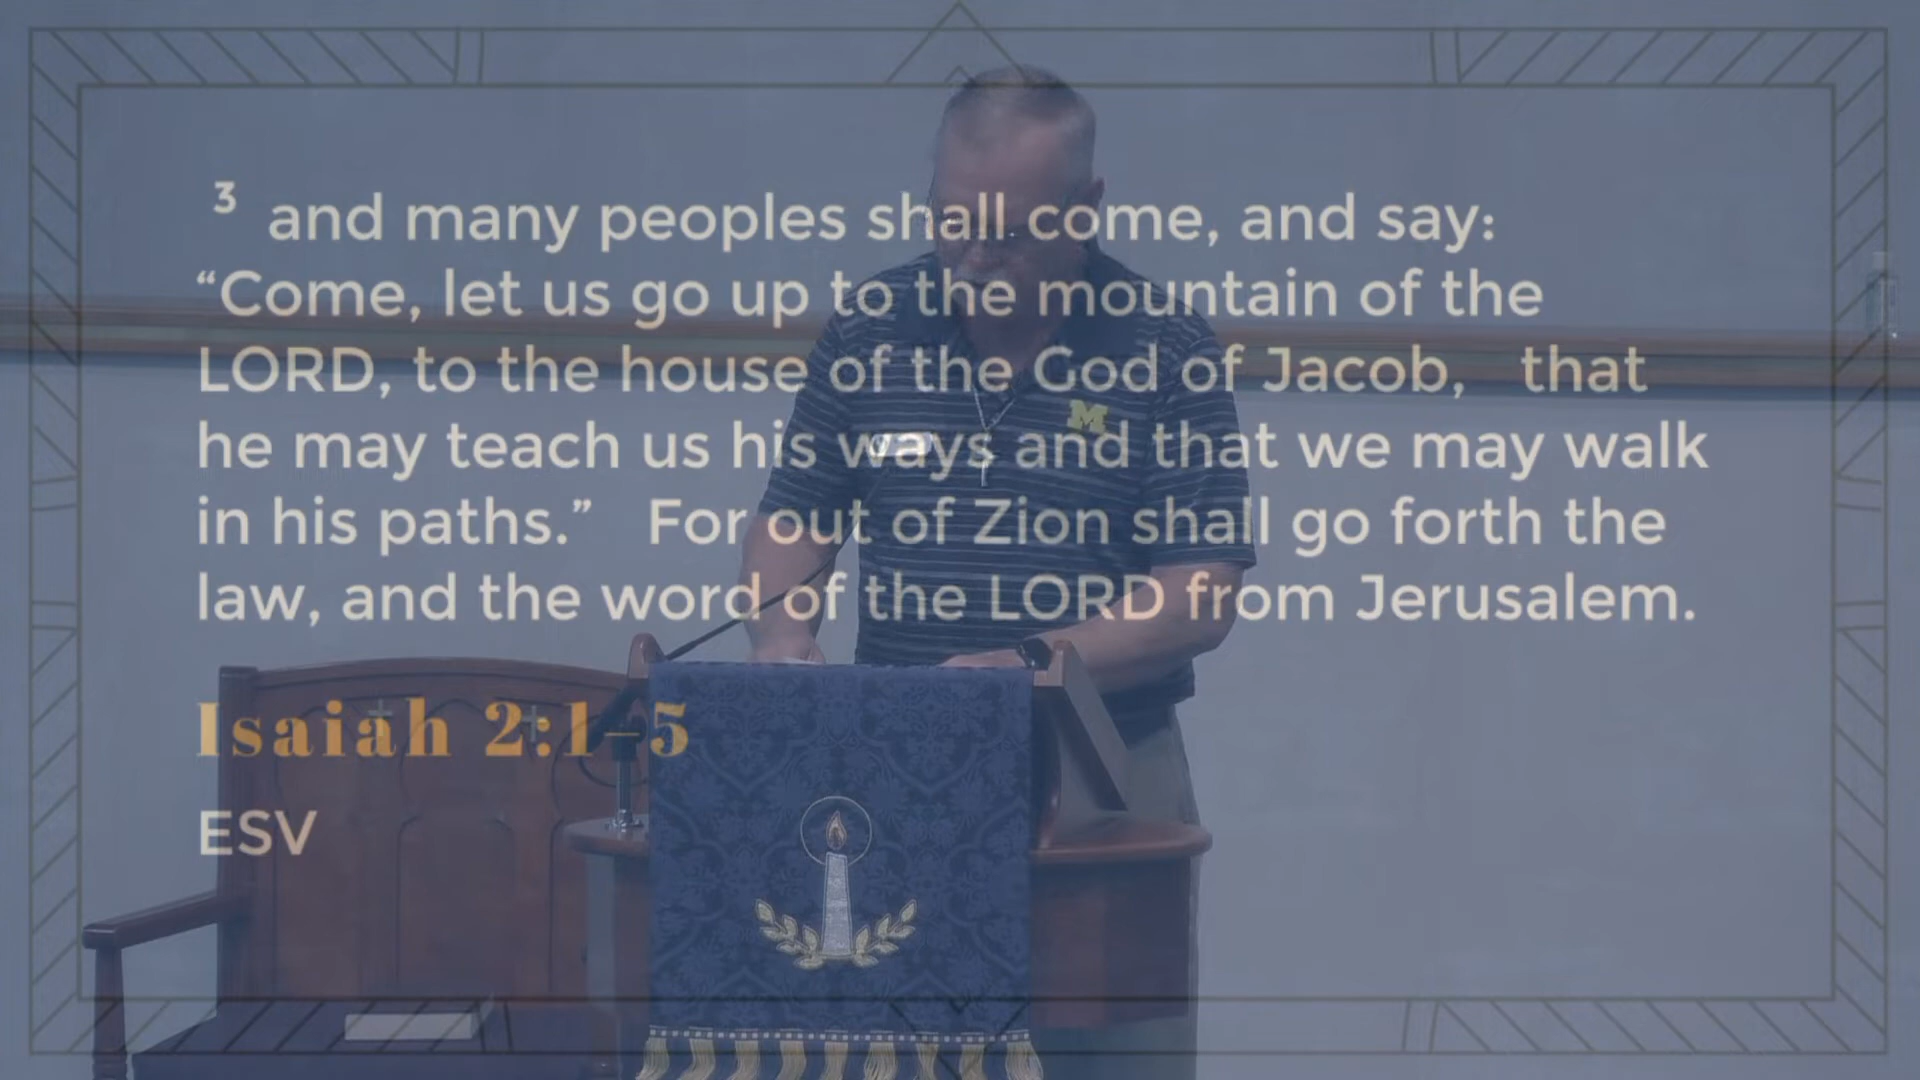 3 and many peoples shall come, and say:
“Come, let us go up to the mountain of the
LORD, to the house of the God of Jacob, that
he may teach us his ways and that we may walk
in his paths.” For out of Zion shall go forth the
law, and the word of the LORD from Jerusalem.
Isaiah 2:1–5
ESV
M